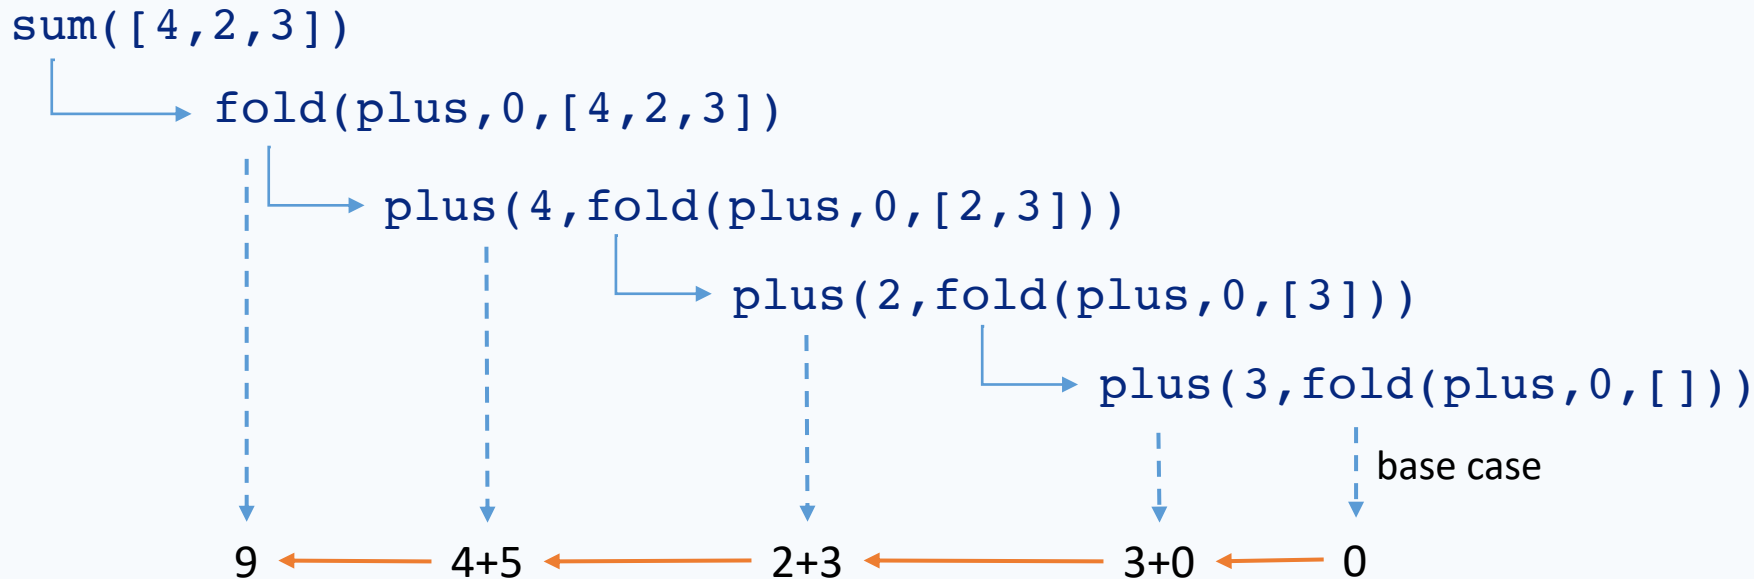 sum([4,2,3])
fold(plus,0,[4,2,3])
plus(4,fold(plus,0,[2,3]))
plus(2,fold(plus,0,[3]))
plus(3,fold(plus,0,[]))
base case
9 4+5 2+3 3+0 0